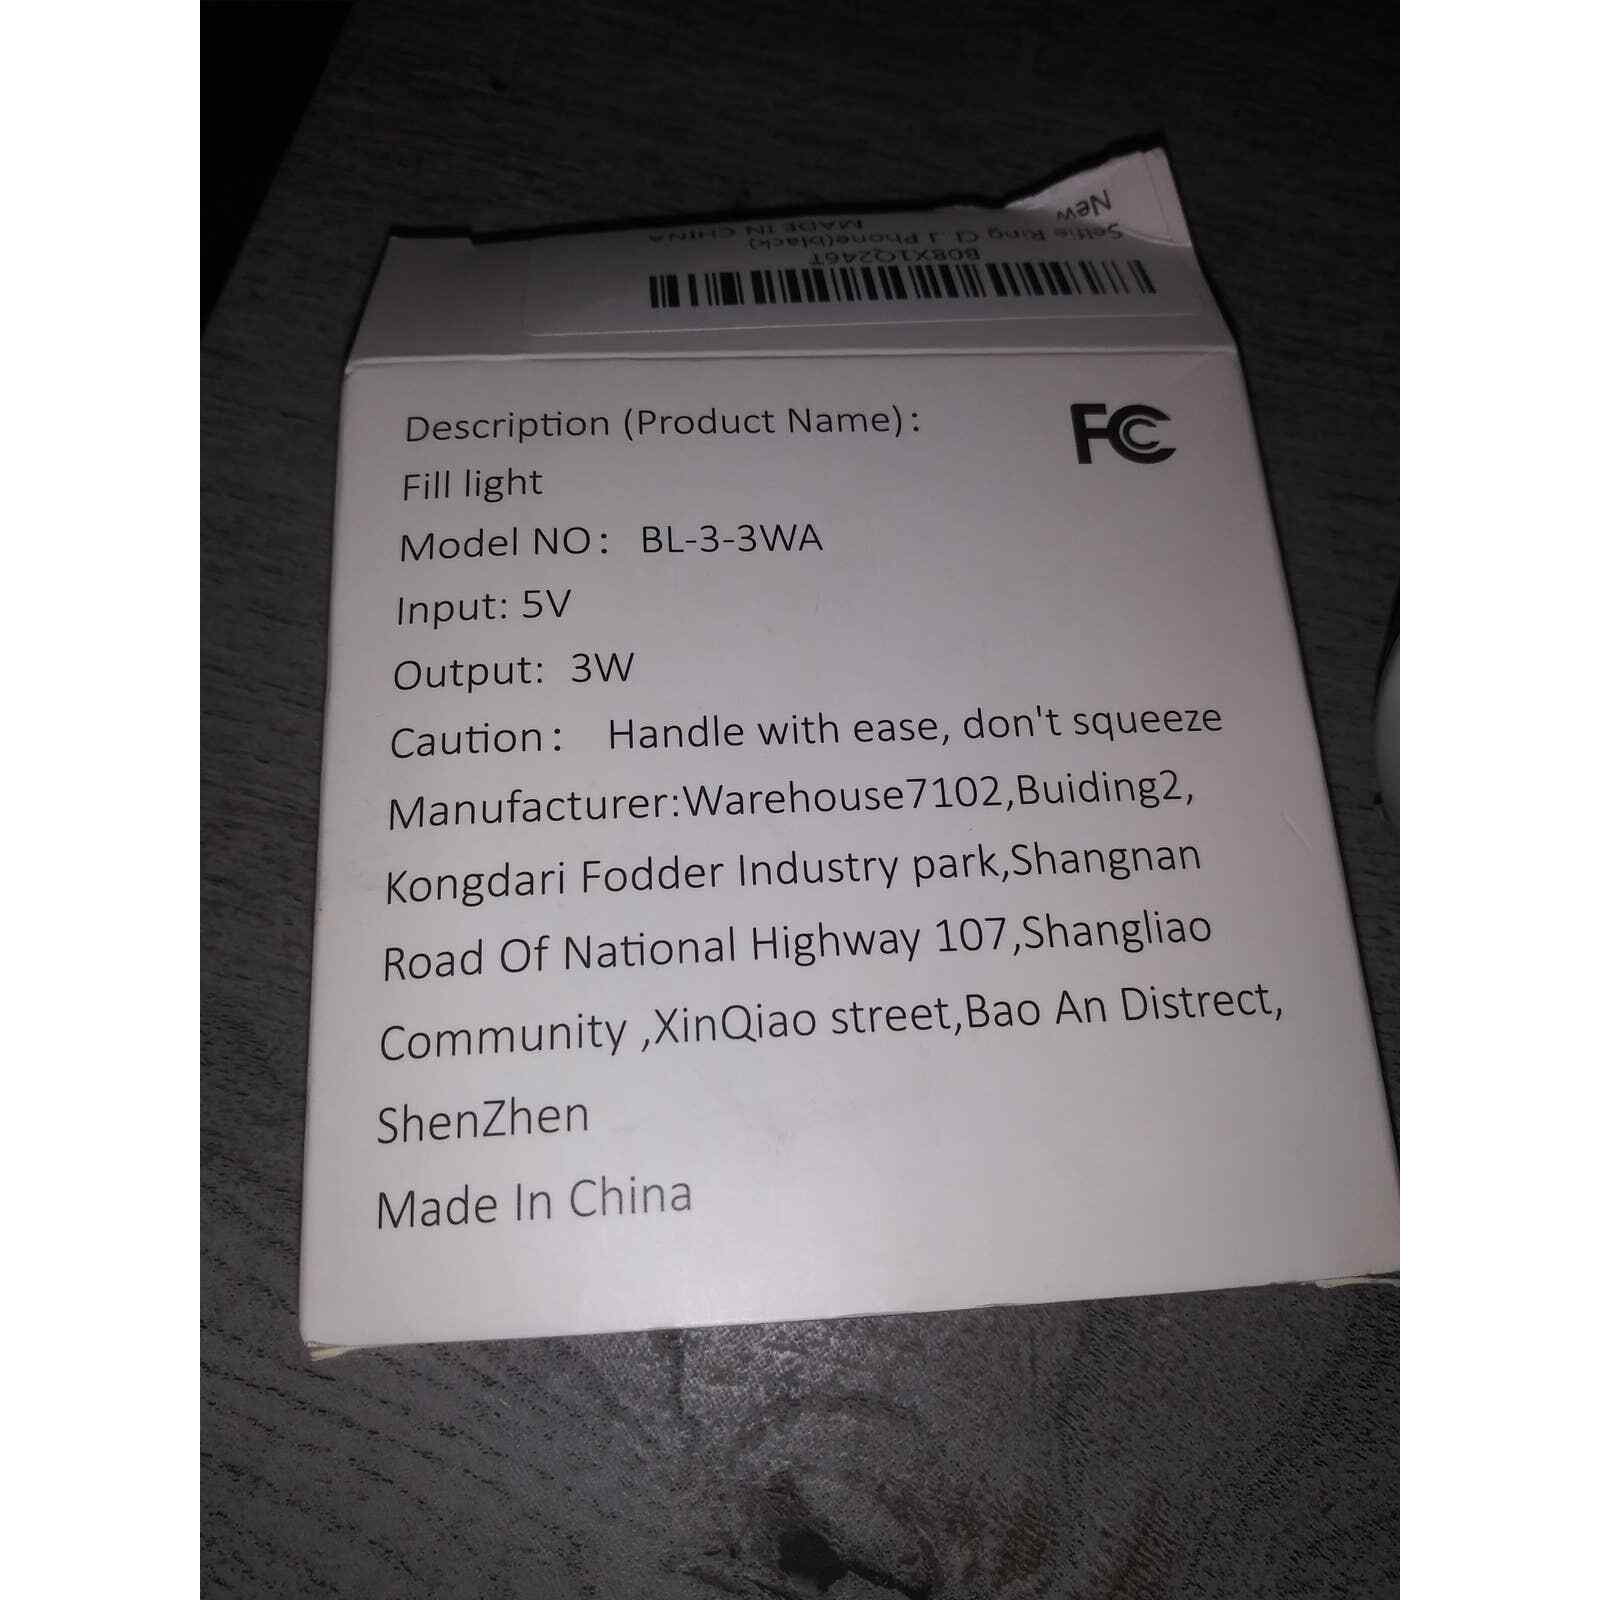 New
Selfie Ring
Phone(black)
MADE IN CHINA
B08X1Q246T
FC
Description (Product Name):
Fill light
Model NO: BL-3-3WA
Input: 5V
Output: 3W
Caution: Handle with ease, don't squeeze
Manufacturer:Warehouse7102,Buiding2,
Kongdari Fodder Industry park,Shangnan
Road Of National Highway 107,Shangliao
Community ,XinQiao street,Bao An Distrect,
ShenZhen
Made In China